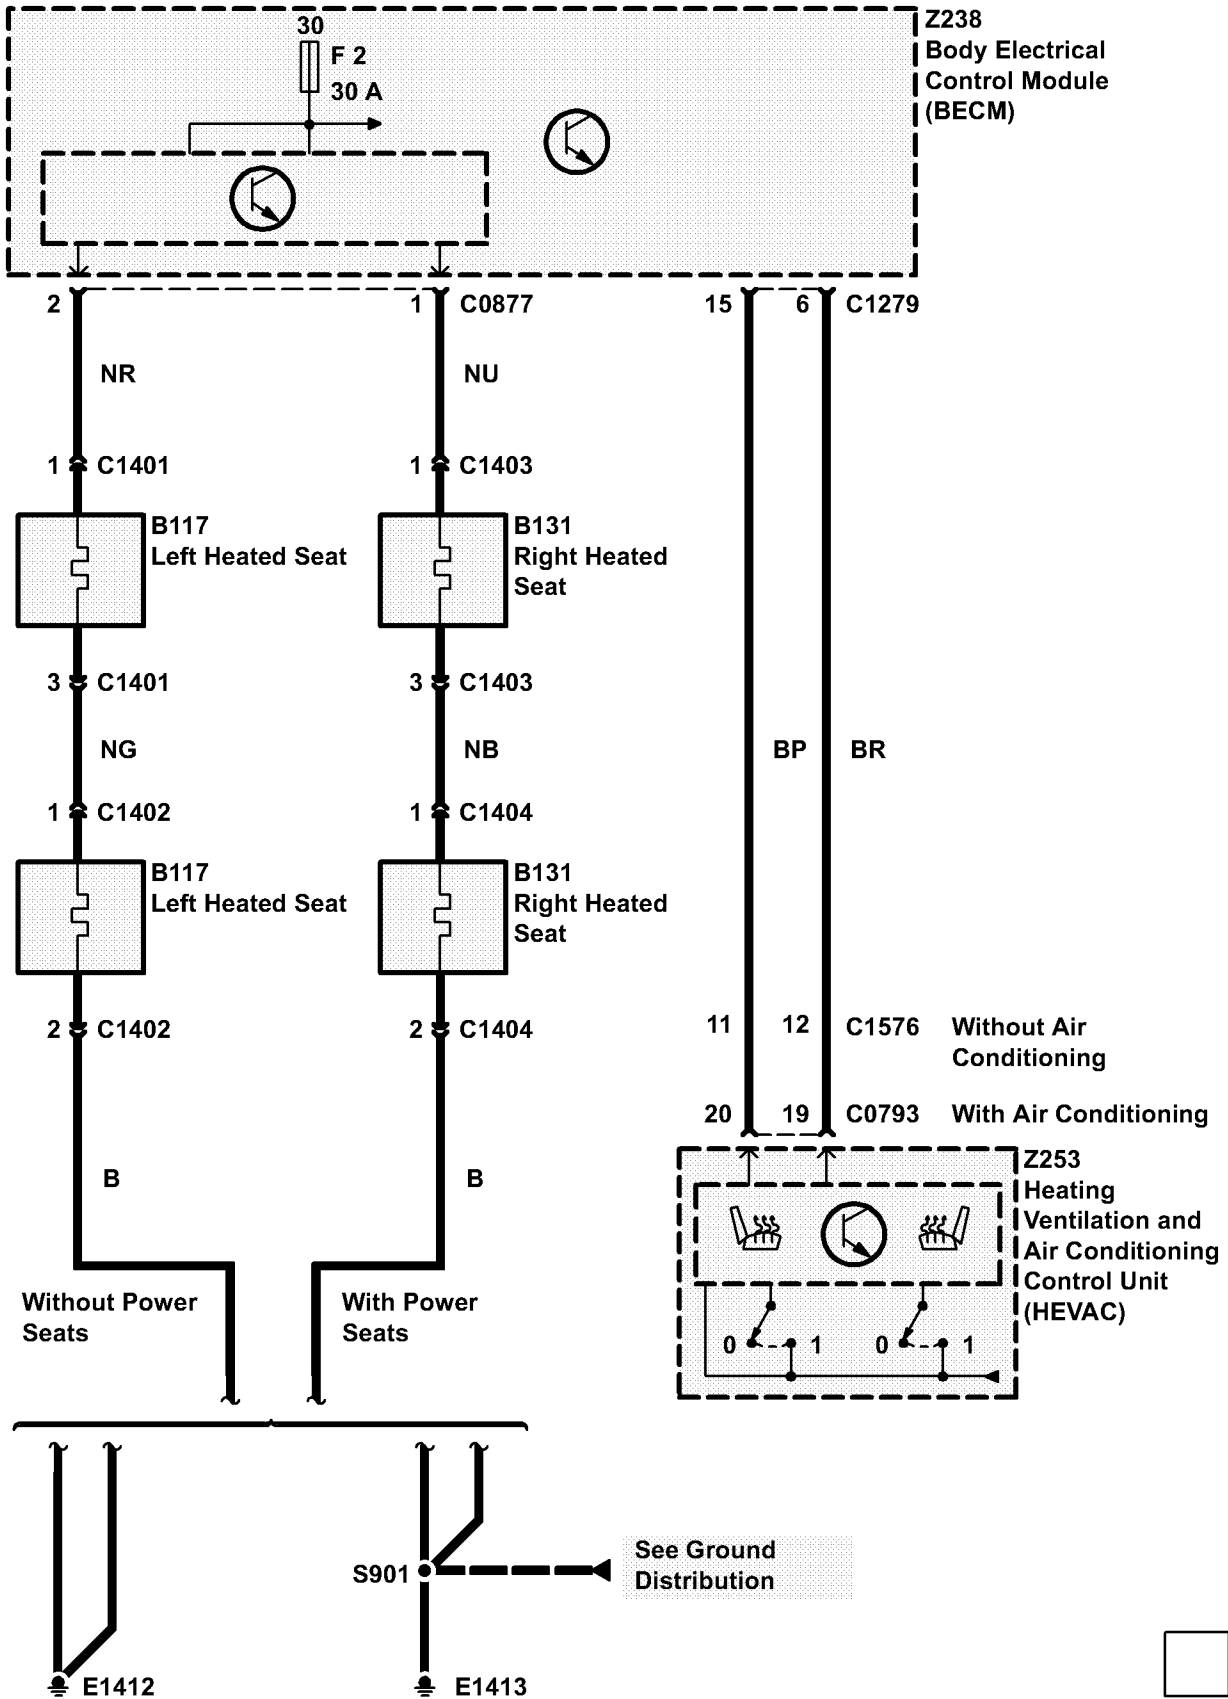 30
F 2
30 A
Z238
Body Electrical
Control Module
(BECM)
2
1 C0877
15
6 C1279
NR
NU
1 C1401
1 C1403
B117
Left Heated Seat
B131
Right Heated
Seat
3 C1401
3 C1403
NG
NB
BP
BR
1 C1402
1 C1404
B117
Left Heated Seat
B131
Right Heated
Seat
2 C1402
2 C1404
11 12 C1576 Without Air
Conditioning
20 19 C0793 With Air Conditioning
B
B
Z253
Heating
Ventilation and
Air Conditioning
Control Unit
(HEVAC)
0 1
0 1
Without Power
Seats
With Power
Seats
S901
See Ground
Distribution
E1412
E1413